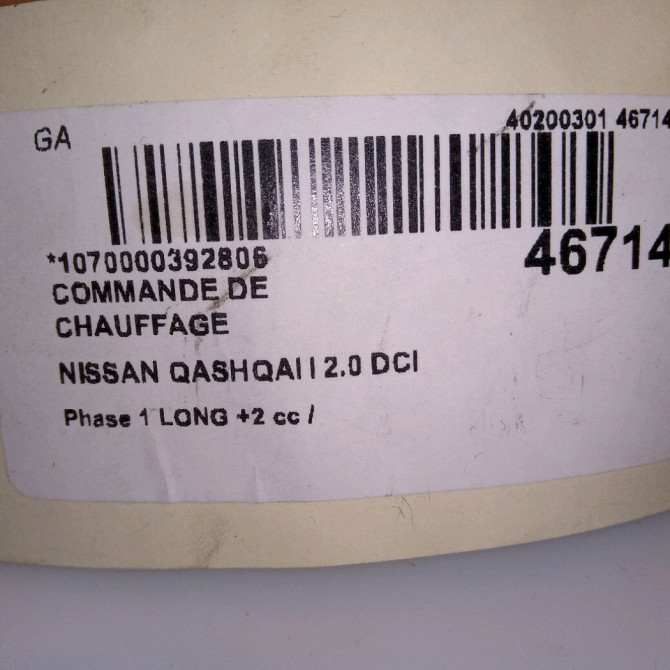 GA
40200301 46714
*1070000392806
46714
COMMANDE DE
CHAUFFAGE
NISSAN QASHQAI I 2.0 DCI
Phase 1 LONG +2 cc /